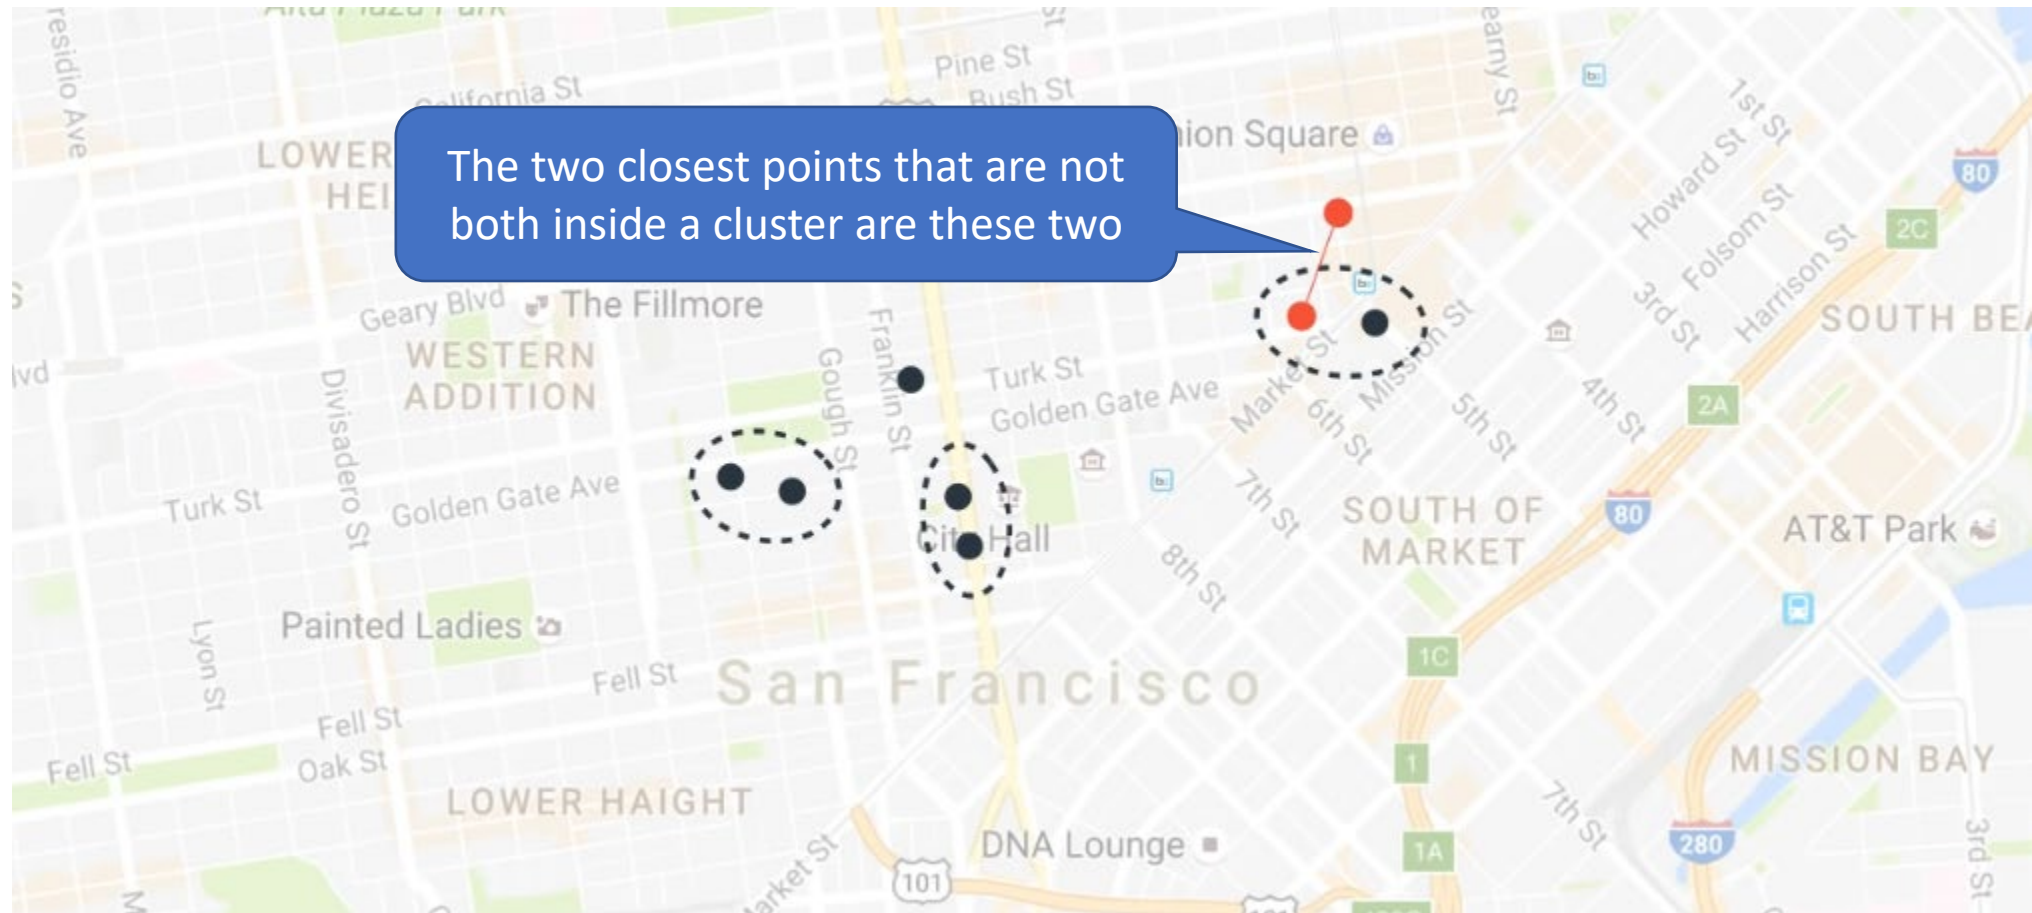 Pine St
Bush St
California St
1st St
Howard St
80
LOWER
HEI
The two closest points that are not
both inside a cluster are these two
nion Square
Folsom St
2C
Harrison St
Geary Blvd
The Fillmore
Franklin St
3rd St
SOUTH BEA
WESTERN
ADDITION
Divisadero St
Gough St
Turk St
Golden Gate Ave
Market St
Mission St
6th St
5th St
4th St
2A
Turk St
Golden Gate Ave
City Hall
7th St
8th St
SOUTH OF
MARKET
80
AT&T Park
Painted Ladies
Lyon St
Fell St
San Francisco
1C
Fell St
Oak St
Fell St
LOWER HAIGHT
1
MISSION BAY
7th St
DNA Lounge
1A
280
3rd St
101